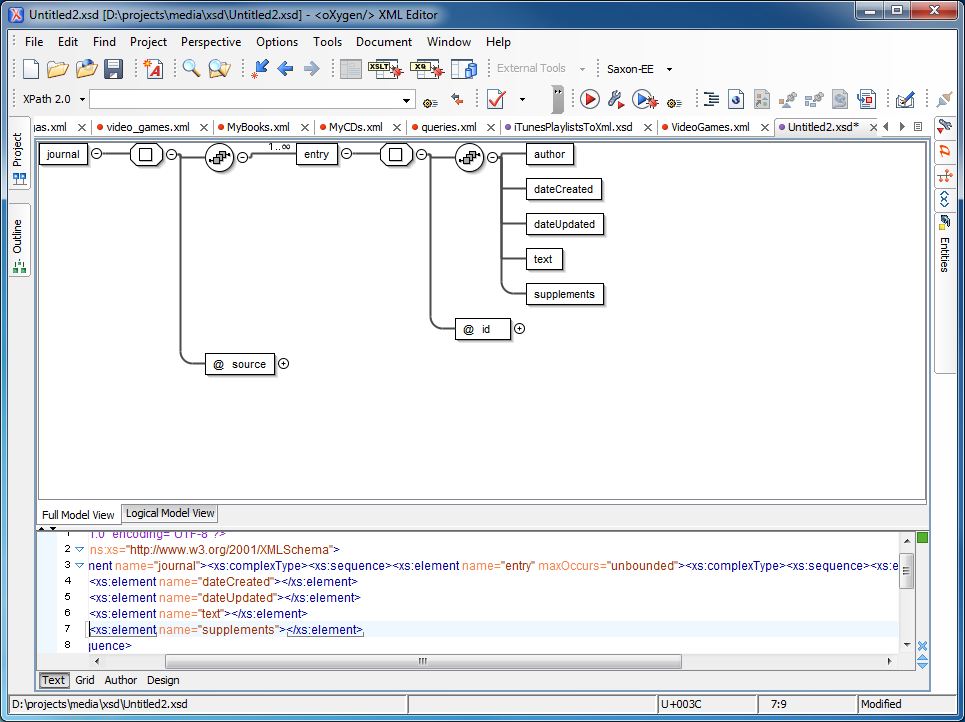 Untitled2.xsd [D:\projects\media\xsd\Untitled2.xsd] - <oXygen/> XML Editor
File Edit Find Project Perspective Options Tools Document Window Help
XSLT XQ External Tools Saxon-EE
XPath 2.0
as.xml video_games.xml MyBooks.xml MyCDs.xml queries.xml iTunesPlaylistsToXml.xsd VideoGames.xml Untitled2.xsd*
Project
Outline
Entities
journal 1..∞ entry author
dateCreated
dateUpdated
text
supplements
@ id
@ source
Full Model View Logical Model View
1 1.0" encoding="UTF-8"?>
2 ns:xs="http://www.w3.org/2001/XMLSchema">
3 nent name="journal"><xs:complexType><xs:sequence><xs:element name="entry" maxOccurs="unbounded"><xs:complexType><xs:sequence><xs:e
4 <xs:element name="dateCreated"></xs:element>
5 <xs:element name="dateUpdated"></xs:element>
6 <xs:element name="text"></xs:element>
7 <xs:element name="supplements"></xs:element>
8 quence>
Text Grid Author Design
D:\projects\media\xsd\Untitled2.xsd U+003C 7:9 Modified